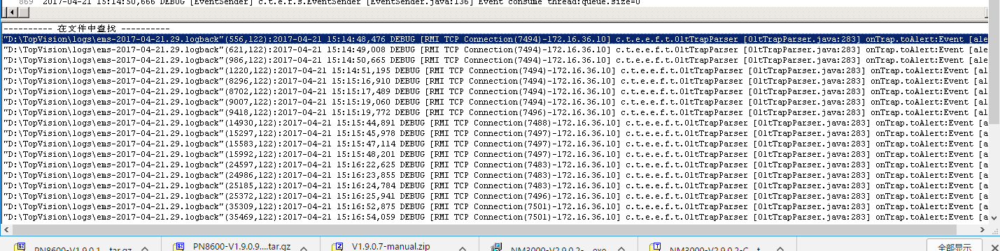 869 2017-04-21 15:14:50,666 DEBUG [EventSender] c.t.e.f.s.EventSender [EventSender.java:136] Event consume thread:queue.size=0
---------- 在文件中查找 ----------
"D:\TopVision\logs\ems-2017-04-21.29.logback"(556,122):2017-04-21 15:14:48,476 DEBUG [RMI TCP Connection(7494)-172.16.36.10] c.t.e.e.f.t.OltTrapParser [OltTrapParser.java:283] onTrap.toAlert:Event [ale
"D:\TopVision\logs\ems-2017-04-21.29.logback"(621,122):2017-04-21 15:14:49,008 DEBUG [RMI TCP Connection(7494)-172.16.36.10] c.t.e.e.f.t.OltTrapParser [OltTrapParser.java:283] onTrap.toAlert:Event [ale
"D:\TopVision\logs\ems-2017-04-21.29.logback"(986,122):2017-04-21 15:14:50,665 DEBUG [RMI TCP Connection(7494)-172.16.36.10] c.t.e.e.f.t.OltTrapParser [OltTrapParser.java:283] onTrap.toAlert:Event [ale
"D:\TopVision\logs\ems-2017-04-21.29.logback"(1220,122):2017-04-21 15:14:51,195 DEBUG [RMI TCP Connection(7494)-172.16.36.10] c.t.e.e.f.t.OltTrapParser [OltTrapParser.java:283] onTrap.toAlert:Event [al
"D:\TopVision\logs\ems-2017-04-21.29.logback"(8296,122):2017-04-21 15:15:16,910 DEBUG [RMI TCP Connection(7494)-172.16.36.10] c.t.e.e.f.t.OltTrapParser [OltTrapParser.java:283] onTrap.toAlert:Event [al
"D:\TopVision\logs\ems-2017-04-21.29.logback"(8702,122):2017-04-21 15:15:17,489 DEBUG [RMI TCP Connection(7494)-172.16.36.10] c.t.e.e.f.t.OltTrapParser [OltTrapParser.java:283] onTrap.toAlert:Event [al
"D:\TopVision\logs\ems-2017-04-21.29.logback"(9007,122):2017-04-21 15:15:19,060 DEBUG [RMI TCP Connection(7494)-172.16.36.10] c.t.e.e.f.t.OltTrapParser [OltTrapParser.java:283] onTrap.toAlert:Event [al
"D:\TopVision\logs\ems-2017-04-21.29.logback"(9418,122):2017-04-21 15:15:19,772 DEBUG [RMI TCP Connection(7496)-172.16.36.10] c.t.e.e.f.t.OltTrapParser [OltTrapParser.java:283] onTrap.toAlert:Event [al
"D:\TopVision\logs\ems-2017-04-21.29.logback"(14930,122):2017-04-21 15:15:44,891 DEBUG [RMI TCP Connection(7488)-172.16.36.10] c.t.e.e.f.t.OltTrapParser [OltTrapParser.java:283] onTrap.toAlert:Event [a
"D:\TopVision\logs\ems-2017-04-21.29.logback"(15297,122):2017-04-21 15:15:45,978 DEBUG [RMI TCP Connection(7497)-172.16.36.10] c.t.e.e.f.t.OltTrapParser [OltTrapParser.java:283] onTrap.toAlert:Event [a
"D:\TopVision\logs\ems-2017-04-21.29.logback"(15583,122):2017-04-21 15:15:47,114 DEBUG [RMI TCP Connection(7497)-172.16.36.10] c.t.e.e.f.t.OltTrapParser [OltTrapParser.java:283] onTrap.toAlert:Event [a
"D:\TopVision\logs\ems-2017-04-21.29.logback"(15992,122):2017-04-21 15:15:48,201 DEBUG [RMI TCP Connection(7497)-172.16.36.10] c.t.e.e.f.t.OltTrapParser [OltTrapParser.java:283] onTrap.toAlert:Event [a
"D:\TopVision\logs\ems-2017-04-21.29.logback"(24597,122):2017-04-21 15:16:22,625 DEBUG [RMI TCP Connection(7483)-172.16.36.10] c.t.e.e.f.t.OltTrapParser [OltTrapParser.java:283] onTrap.toAlert:Event [a
"D:\TopVision\logs\ems-2017-04-21.29.logback"(24986,122):2017-04-21 15:16:23,855 DEBUG [RMI TCP Connection(7483)-172.16.36.10] c.t.e.e.f.t.OltTrapParser [OltTrapParser.java:283] onTrap.toAlert:Event [a
"D:\TopVision\logs\ems-2017-04-21.29.logback"(25185,122):2017-04-21 15:16:24,784 DEBUG [RMI TCP Connection(7483)-172.16.36.10] c.t.e.e.f.t.OltTrapParser [OltTrapParser.java:283] onTrap.toAlert:Event [a
"D:\TopVision\logs\ems-2017-04-21.29.logback"(25372,122):2017-04-21 15:16:25,941 DEBUG [RMI TCP Connection(7496)-172.16.36.10] c.t.e.e.f.t.OltTrapParser [OltTrapParser.java:283] onTrap.toAlert:Event [a
"D:\TopVision\logs\ems-2017-04-21.29.logback"(35309,122):2017-04-21 15:16:52,875 DEBUG [RMI TCP Connection(7501)-172.16.36.10] c.t.e.e.f.t.OltTrapParser [OltTrapParser.java:283] onTrap.toAlert:Event [a
"D:\TopVision\logs\ems-2017-04-21.29.logback"(35469,122):2017-04-21 15:16:54,059 DEBUG [RMI TCP Connection(7501)-172.16.36.10] c.t.e.e.f.t.OltTrapParser [OltTrapParser.java:283] onTrap.toAlert:Event [a
PN8600-V1.9.0.1....tar.gz PN8600-V1.9.0.9....tar.gz V1.9.0.7-manual.zip NM3000-V2.9.0.2-....exe NM3000-V2.9.0.2-C...t 全部显示